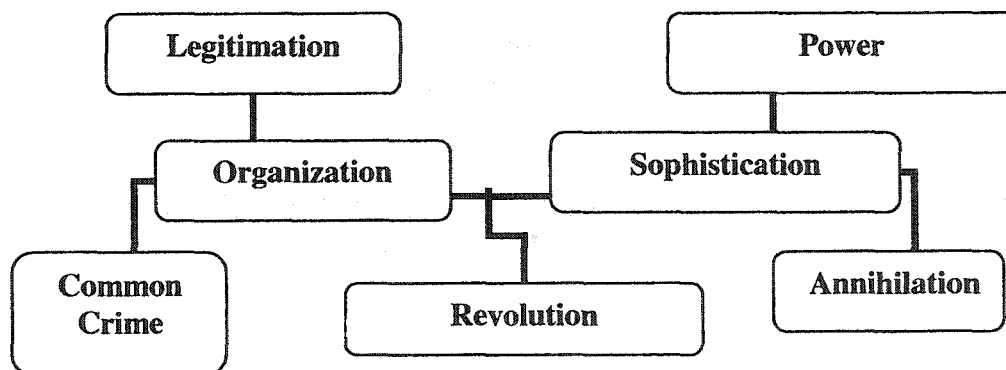 Legitimation
Power
Organization
Sophistication
Common
Crime
Revolution
Annihilation